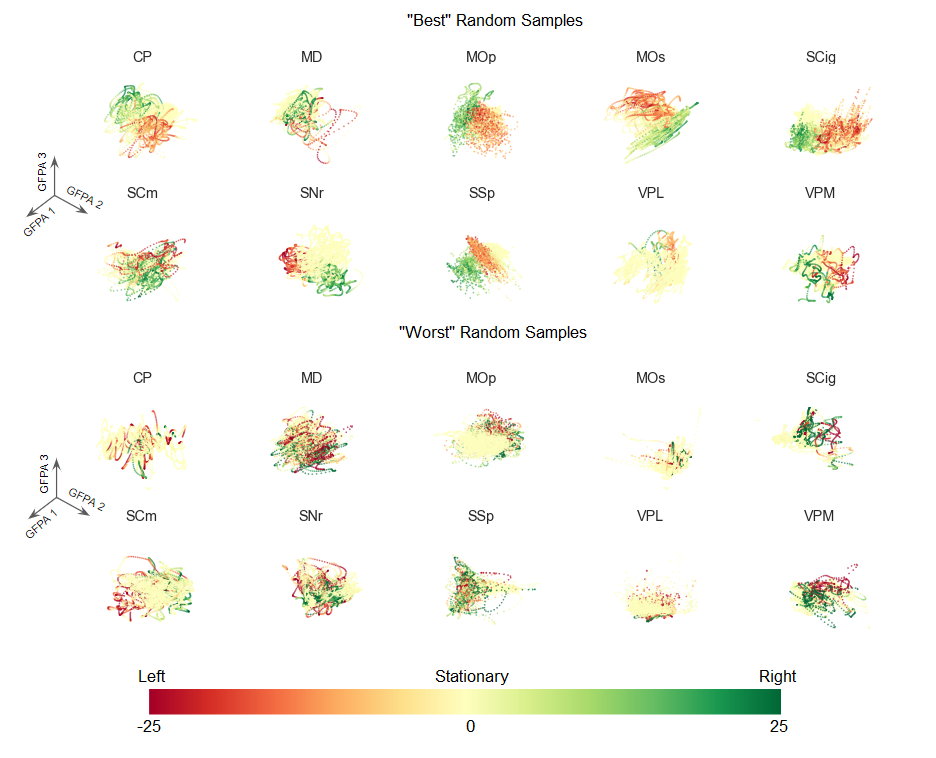 "Best" Random Samples
CP MD MOp MOs SCig
GFPA 3
GFPA 2
GFPA 1
SCm SNr SSp VPL VPM
"Worst" Random Samples
CP MD MOp MOs SCig
GFPA 3
GFPA 2
GFPA 1
SCm SNr SSp VPL VPM
Left Stationary Right
-25 0 25